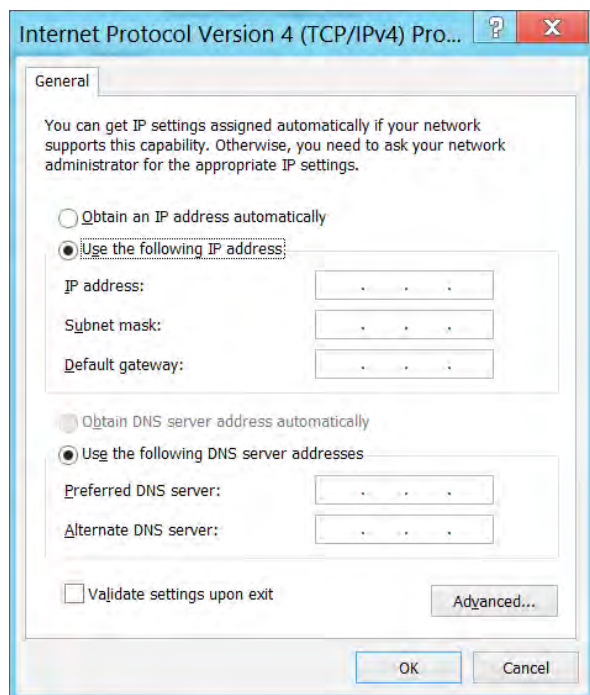 Internet Protocol Version 4 (TCP/IPv4) Pro...
?
X
General
You can get IP settings assigned automatically if your network
supports this capability. Otherwise, you need to ask your network
administrator for the appropriate IP settings.
Obtain an IP address automatically
Use the following IP address
IP address:
. . .
Subnet mask:
. . .
Default gateway:
. . .
Obtain DNS server address automatically
Use the following DNS server addresses
Preferred DNS server:
. . .
Alternate DNS server:
. . .
Validate settings upon exit
Advanced...
OK
Cancel